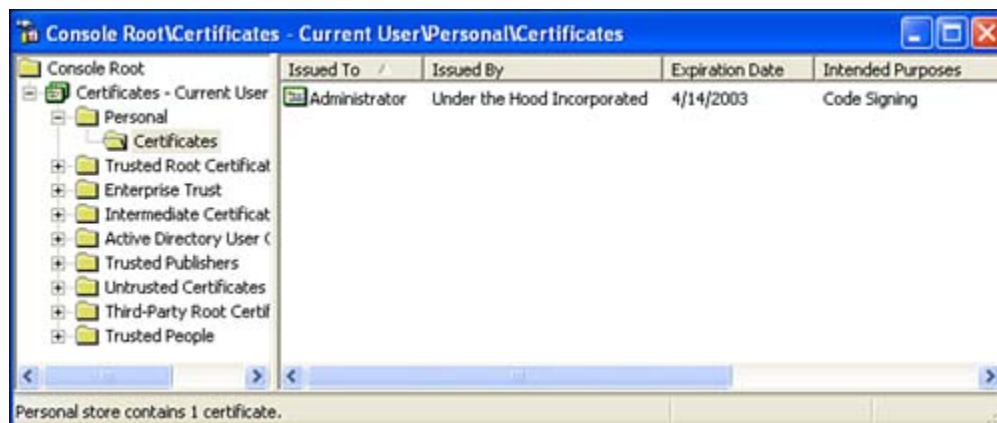 Console Root\Certificates - Current User\Personal\Certificates
Console Root
Certificates - Current User
Personal
Certificates
Trusted Root Certificat
Enterprise Trust
Intermediate Certificat
Active Directory User (
Trusted Publishers
Untrusted Certificates
Third-Party Root Certif
Trusted People
Issued To Issued By Expiration Date Intended Purposes
Administrator Under the Hood Incorporated 4/14/2003 Code Signing
Personal store contains 1 certificate.